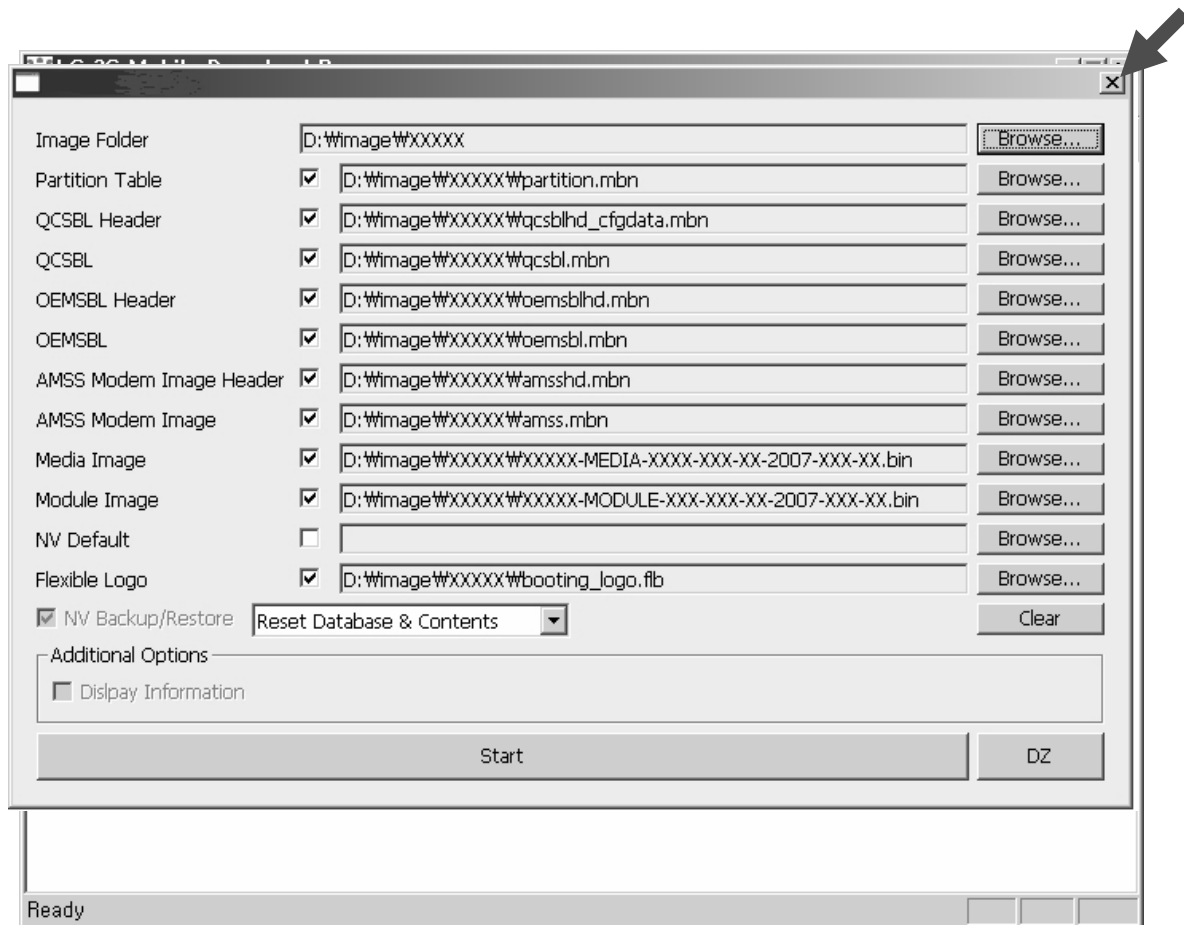 Image Folder D:₩image₩XXXXX Browse...
Partition Table D:₩image₩XXXXX₩partition.mbn Browse...
QCSBL Header D:₩image₩XXXXX₩qcsblhd_cfgdata.mbn Browse...
QCSBL D:₩image₩XXXXX₩qcsbl.mbn Browse...
OEMSBL Header D:₩image₩XXXXX₩oemsblhd.mbn Browse...
OEMSBL D:₩image₩XXXXX₩oemsbl.mbn Browse...
AMSS Modem Image Header D:₩image₩XXXXX₩amsshd.mbn Browse...
AMSS Modem Image D:₩image₩XXXXX₩amss.mbn Browse...
Media Image D:₩image₩XXXXX₩XXXXX-MEDIA-XXXX-XXX-XX-2007-XXX-XX.bin Browse...
Module Image D:₩image₩XXXXX₩XXXXX-MODULE-XXX-XXX-XX-2007-XXX-XX.bin Browse...
NV Default Browse...
Flexible Logo D:₩image₩XXXXX₩booting_logo.flb Browse...
NV Backup/Restore Reset Database & Contents Clear
Additional Options
Dislpay Information
Start DZ
Ready